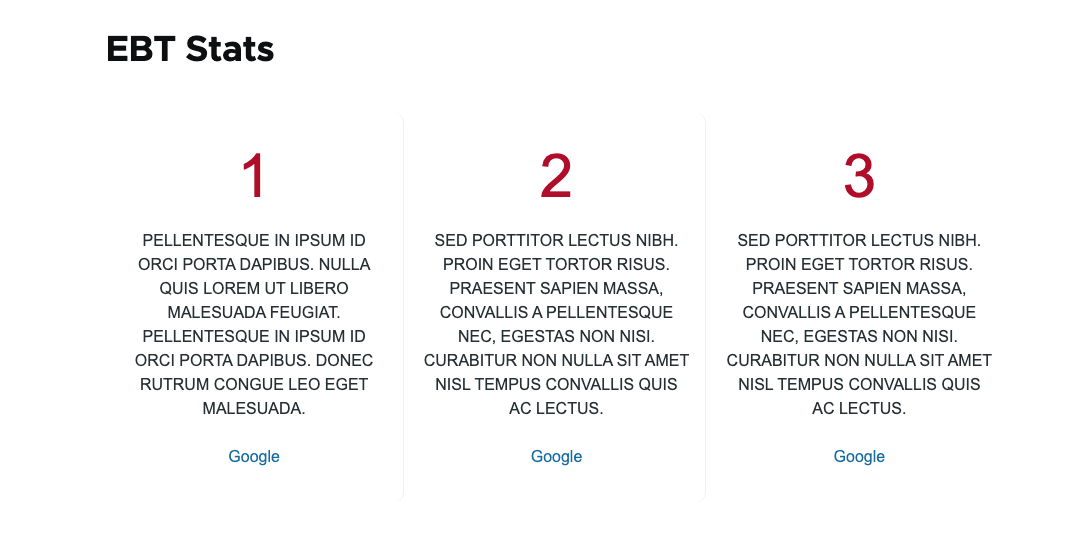 EBT Stats
1
PELLENTESQUE IN IPSUM ID
ORCI PORTA DAPIBUS. NULLA
QUIS LOREM UT LIBERO
MALESUADA FEUGIAT.
PELLENTESQUE IN IPSUM ID
ORCI PORTA DAPIBUS. DONEC
RUTRUM CONGUE LEO EGET
MALESUADA.
Google
2
SED PORTTITOR LECTUS NIBH.
PROIN EGET TORTOR RISUS.
PRAESENT SAPIEN MASSA,
CONVALLIS A PELLENTESQUE
NEC, EGESTAS NON NISI.
CURABITUR NON NULLA SIT AMET
NISL TEMPUS CONVALLIS QUIS
AC LECTUS.
Google
3
SED PORTTITOR LECTUS NIBH.
PROIN EGET TORTOR RISUS.
PRAESENT SAPIEN MASSA,
CONVALLIS A PELLENTESQUE
NEC, EGESTAS NON NISI.
CURABITUR NON NULLA SIT AMET
NISL TEMPUS CONVALLIS QUIS
AC LECTUS.
Google